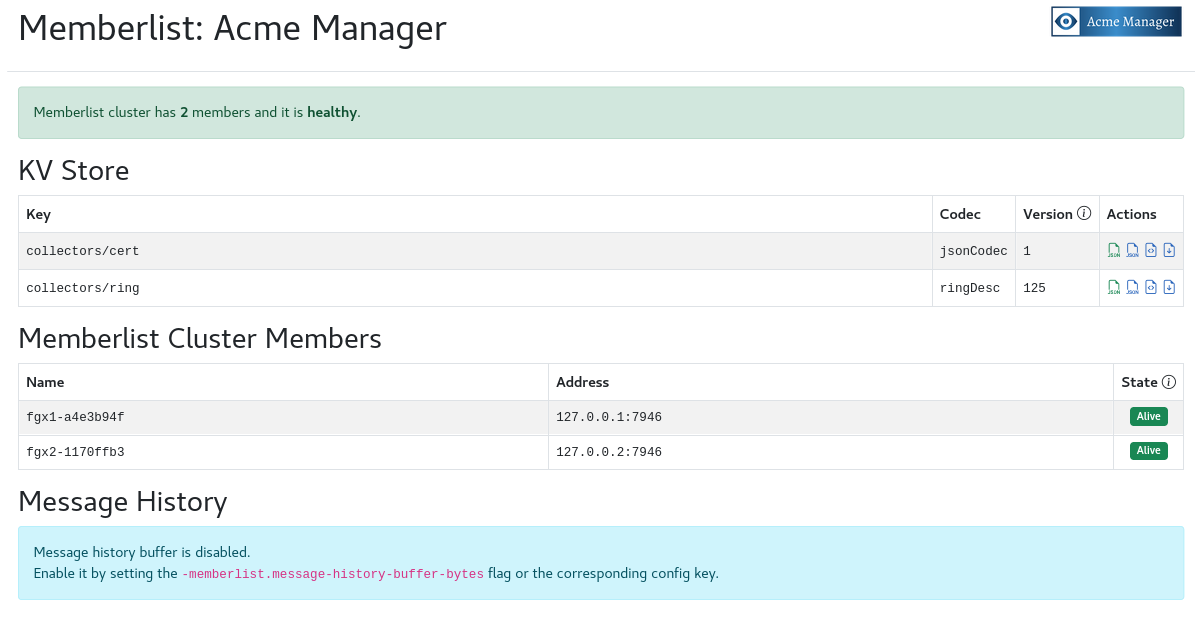 Memberlist: Acme Manager
Acme Manager
Memberlist cluster has 2 members and it is healthy.
KV Store
Key Codec Version Actions
collectors/cert jsonCodec 1 JSON JSON
collectors/ring ringDesc 125 JSON JSON
Memberlist Cluster Members
Name Address State
fgx1-a4e3b94f 127.0.0.1:7946 Alive
fgx2-1170ffb3 127.0.0.2:7946 Alive
Message History
Message history buffer is disabled.
Enable it by setting the -memberlist.message-history-buffer-bytes flag or the corresponding config key.